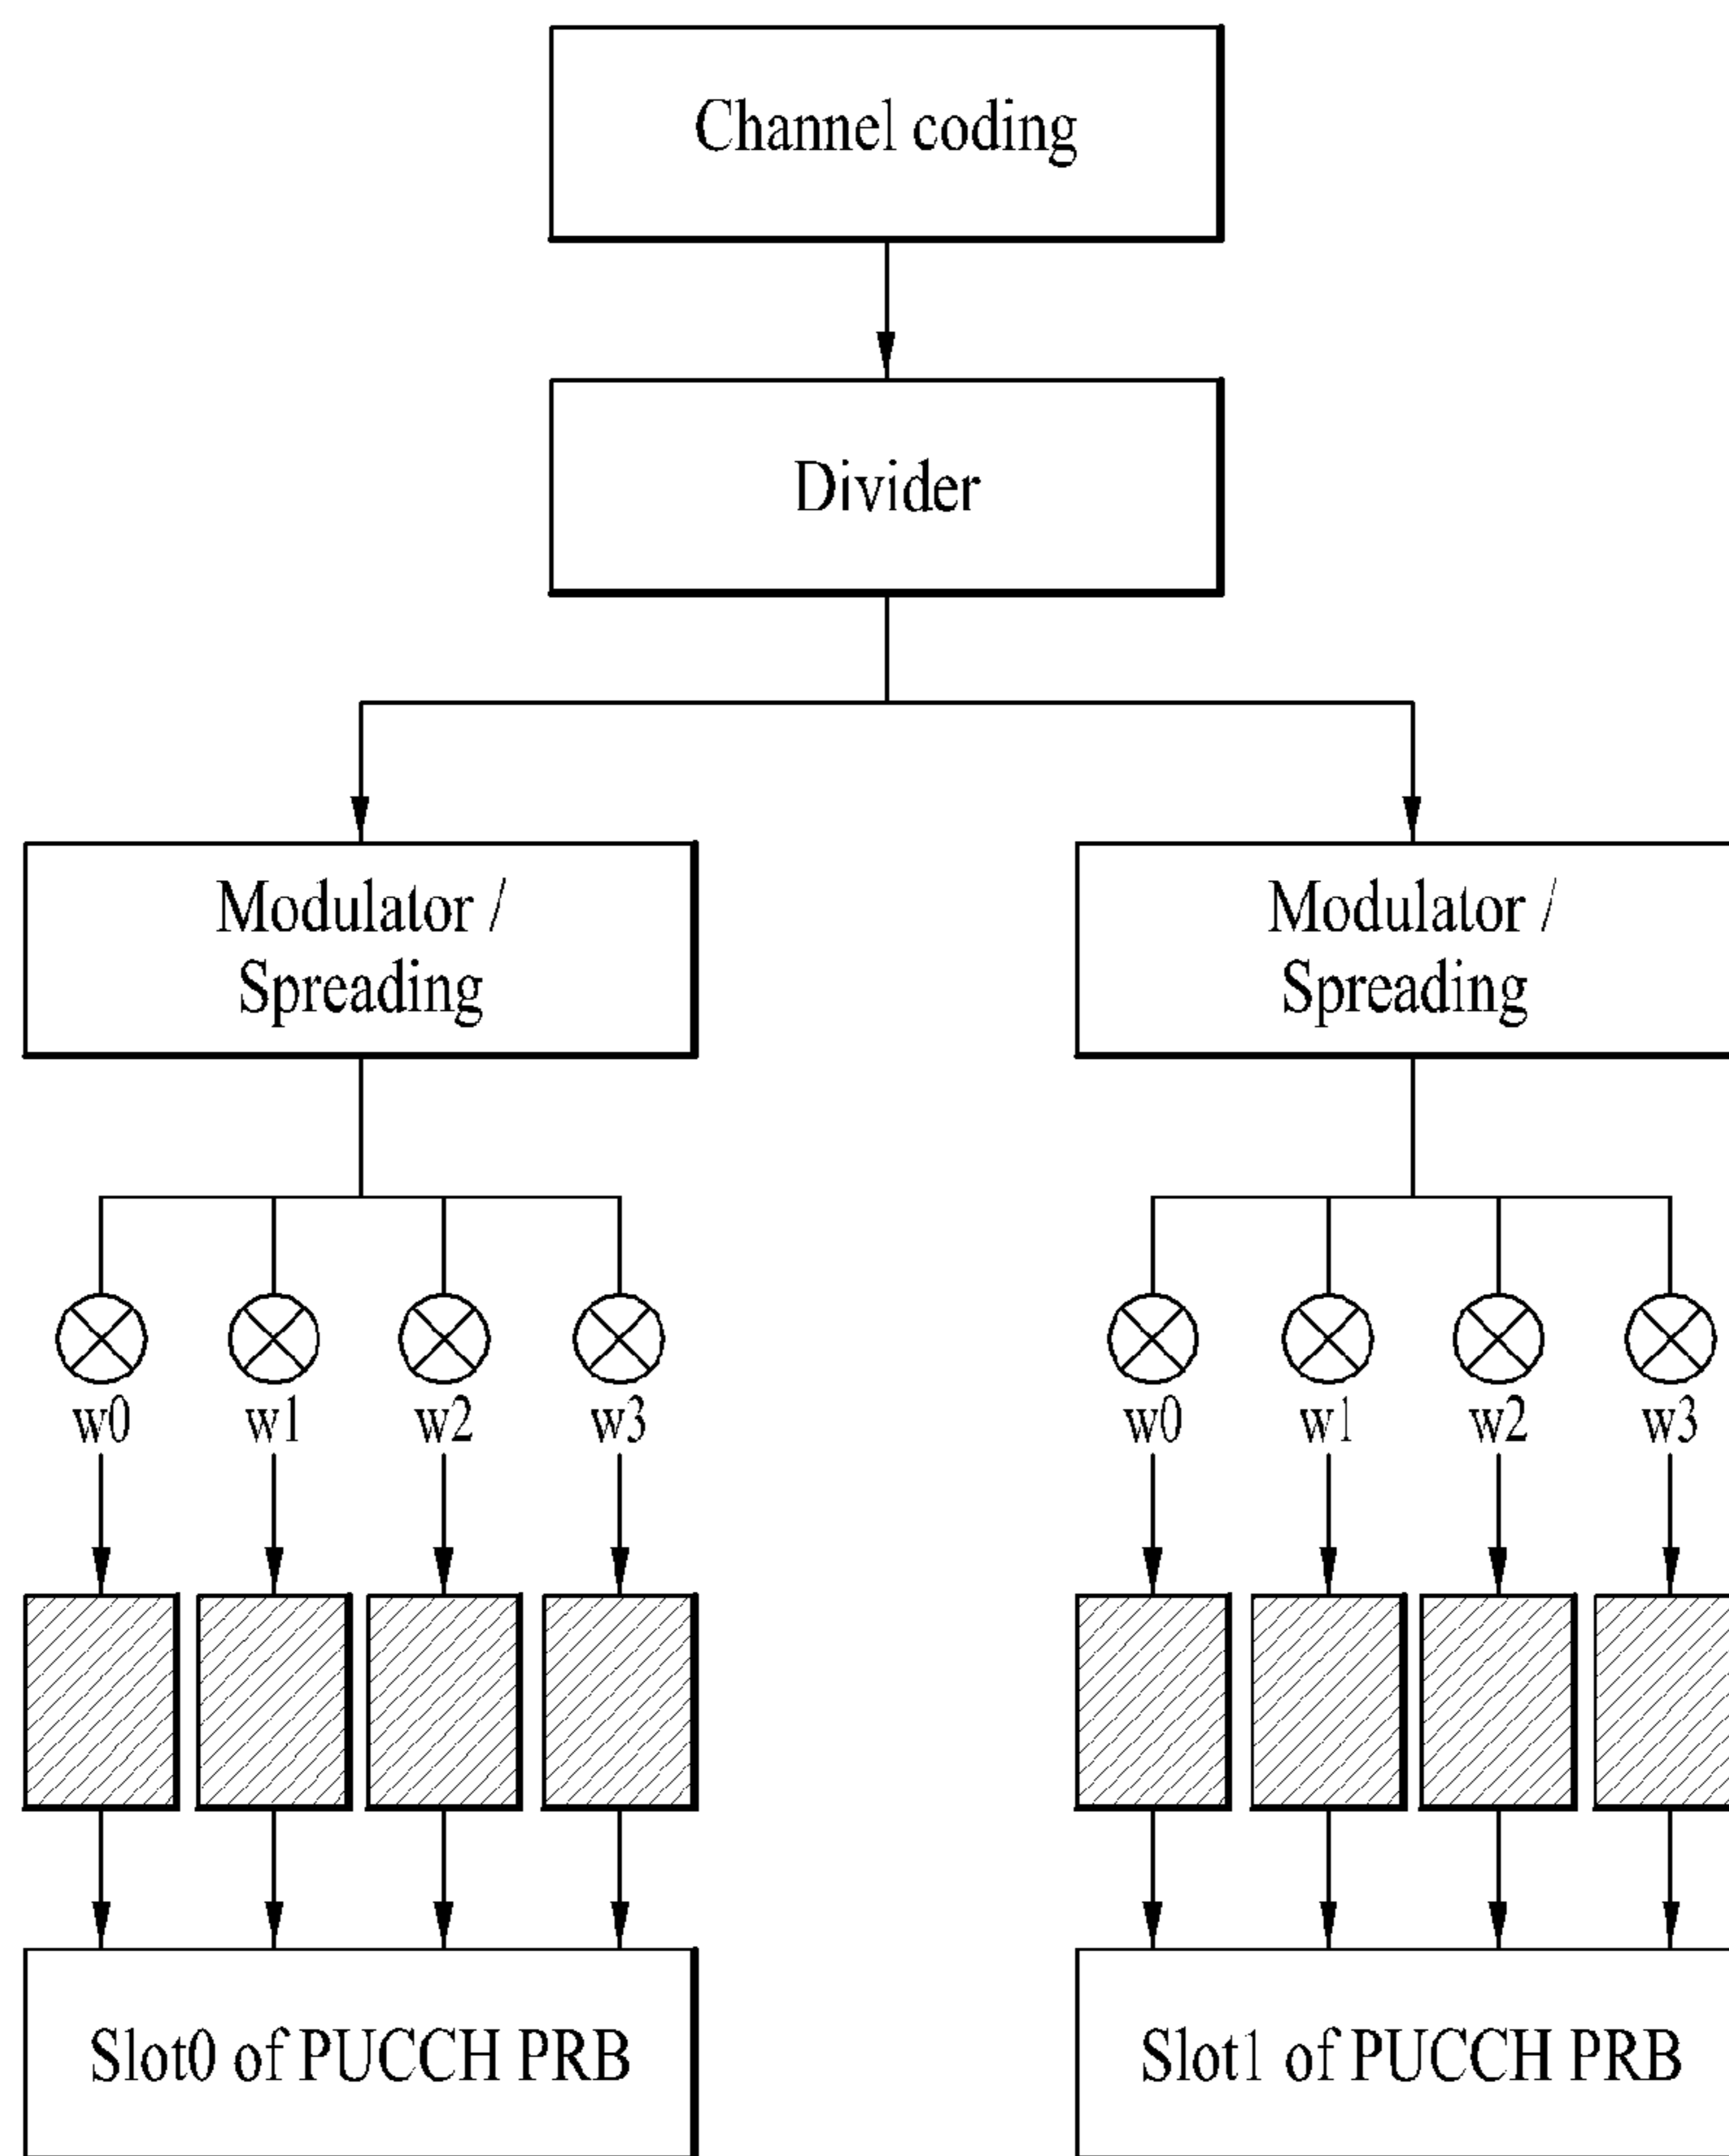 Channel coding
Divider
Modulator /
Spreading
Modulator /
Spreading
w0 w1 w2 w3
w0 w1 w2 w3
Slot0 of PUCCH PRB
Slot1 of PUCCH PRB